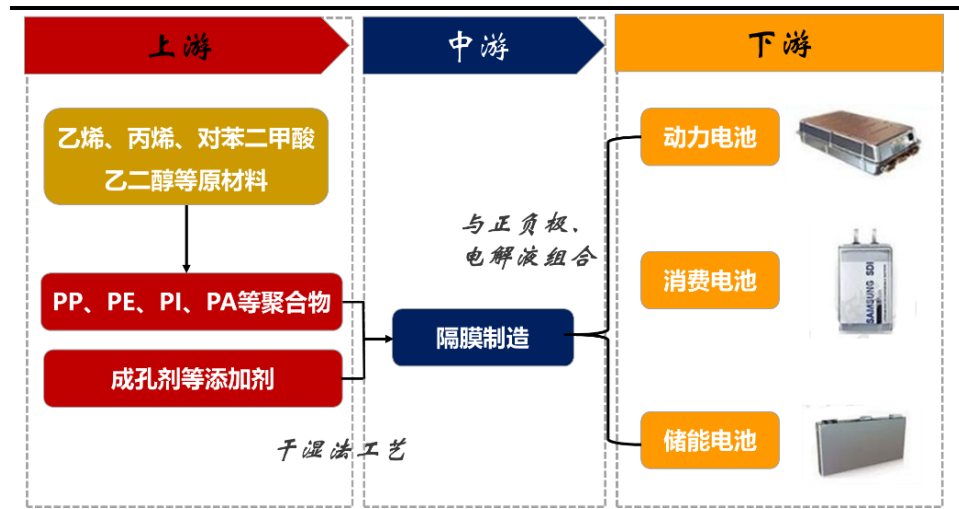 上游
中游
下游
乙烯、丙烯、对苯二甲酸
乙二醇等原材料
PP、PE、PI、PA等聚合物
成孔剂等添加剂
干湿法工艺
隔膜制造
与正负极、
电解液组合
动力电池
消费电池
SAMSUNG SDI
储能电池